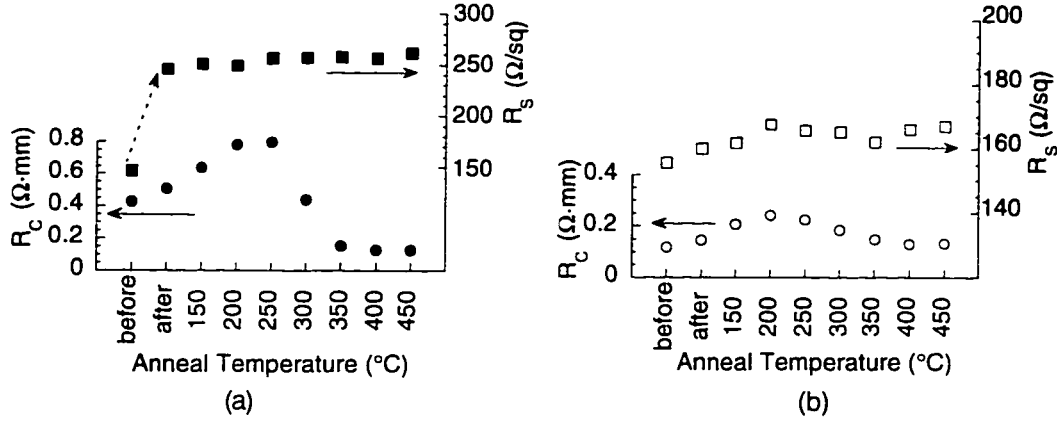 300
250
200
150
R_s (Ω/sq)
0.8
0.6
0.4
0.2
0
R_C (Ω·mm)
before
after
150
200
250
300
350
400
450
Anneal Temperature (°C)
(a)
200
180
160
140
R_s (Ω/sq)
0.4
0.2
0
R_C (Ω·mm)
before
after
150
200
250
300
350
400
450
Anneal Temperature (°C)
(b)